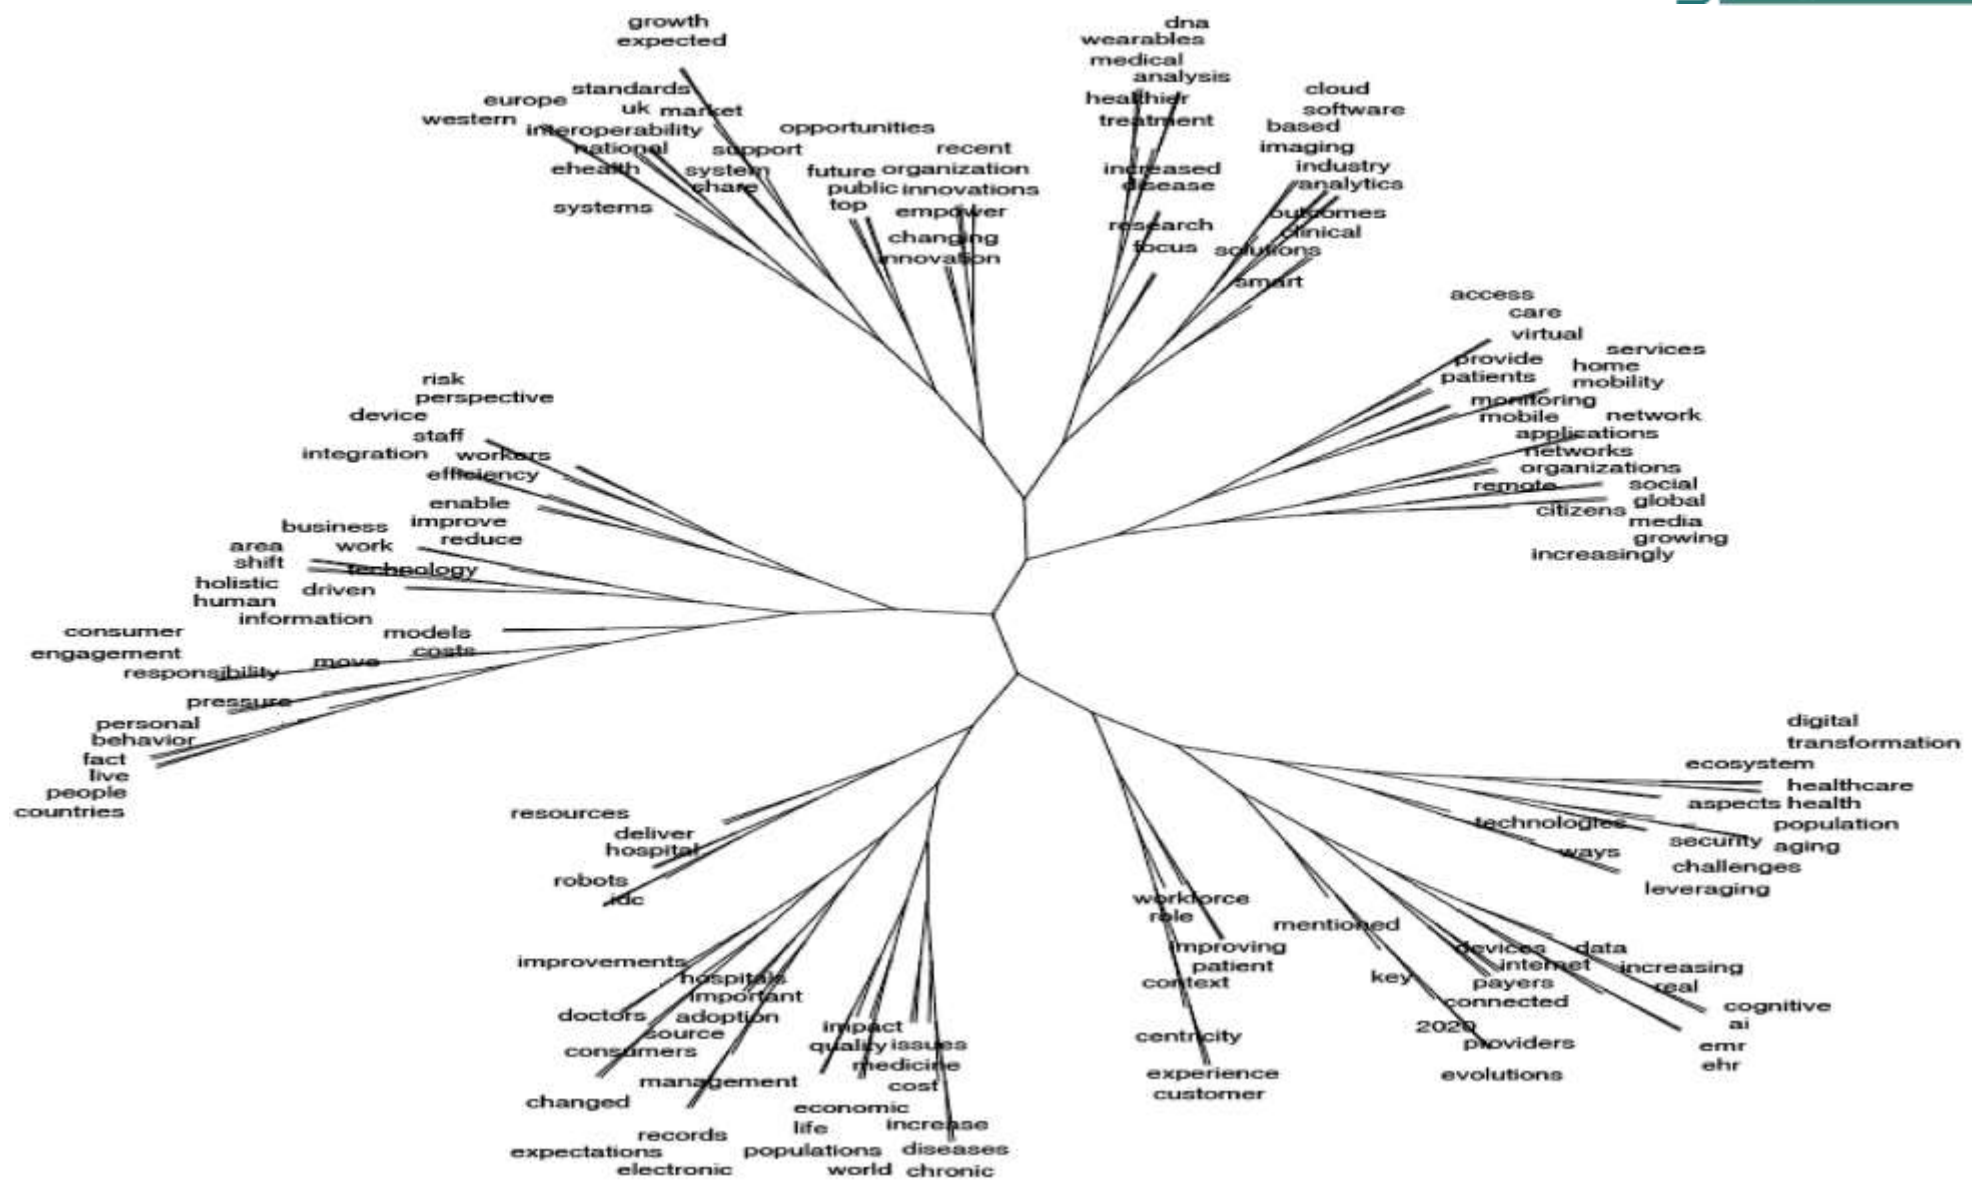 growth
expected
standards
europe
uk market
western
interoperability
national
support
ehealth
system
share
systems
opportunities
recent
future organization
public innovations
top
empower
changing
innovation
dna
wearables
medical
analysis
healthier
treatment
increased
disease
research
focus
cloud
software
based
imaging
industry
analytics
outcomes
clinical
solutions
smart
access
care
virtual
services
provide
home
patients
mobility
monitoring
mobile
network
applications
networks
organizations
remote
social
global
citizens
media
growing
increasingly
risk
perspective
device
staff
integration
workers
efficiency
enable
business
improve
area
work
reduce
shift
technology
holistic
driven
human
information
consumer
models
engagement
costs
move
responsibility
pressure
personal
behavior
fact
live
people
countries
resources
deliver
hospital
robots
idc
improvements
hospitals
important
doctors
adoption
source
consumers
management
changed
records
expectations
electronic
impact
quality issues
medicine
cost
economic
life
increase
populations
diseases
world
chronic
workforce
role
improving
patient
context
centricity
experience
customer
digital
transformation
ecosystem
healthcare
aspects health
technologies
population
security
aging
ways
challenges
leveraging
mentioned
devices
data
internet
increasing
key
payers
real
connected
cognitive
2020
ai
providers
emr
evolutions
ehr